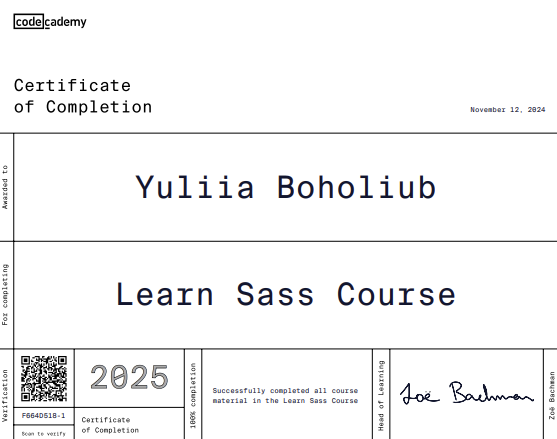 codecademy
Certificate
of Completion
November 12, 2024
Awarded to
Yuliia Boholiub
For completing
Learn Sass Course
Verification
F664D518-1
Scan to verify
2025
Certificate
of Completion
100% completion
Successfully completed all course
material in the Learn Sass Course
Head of Learning
Zoë Bachman
Zoë Bachman